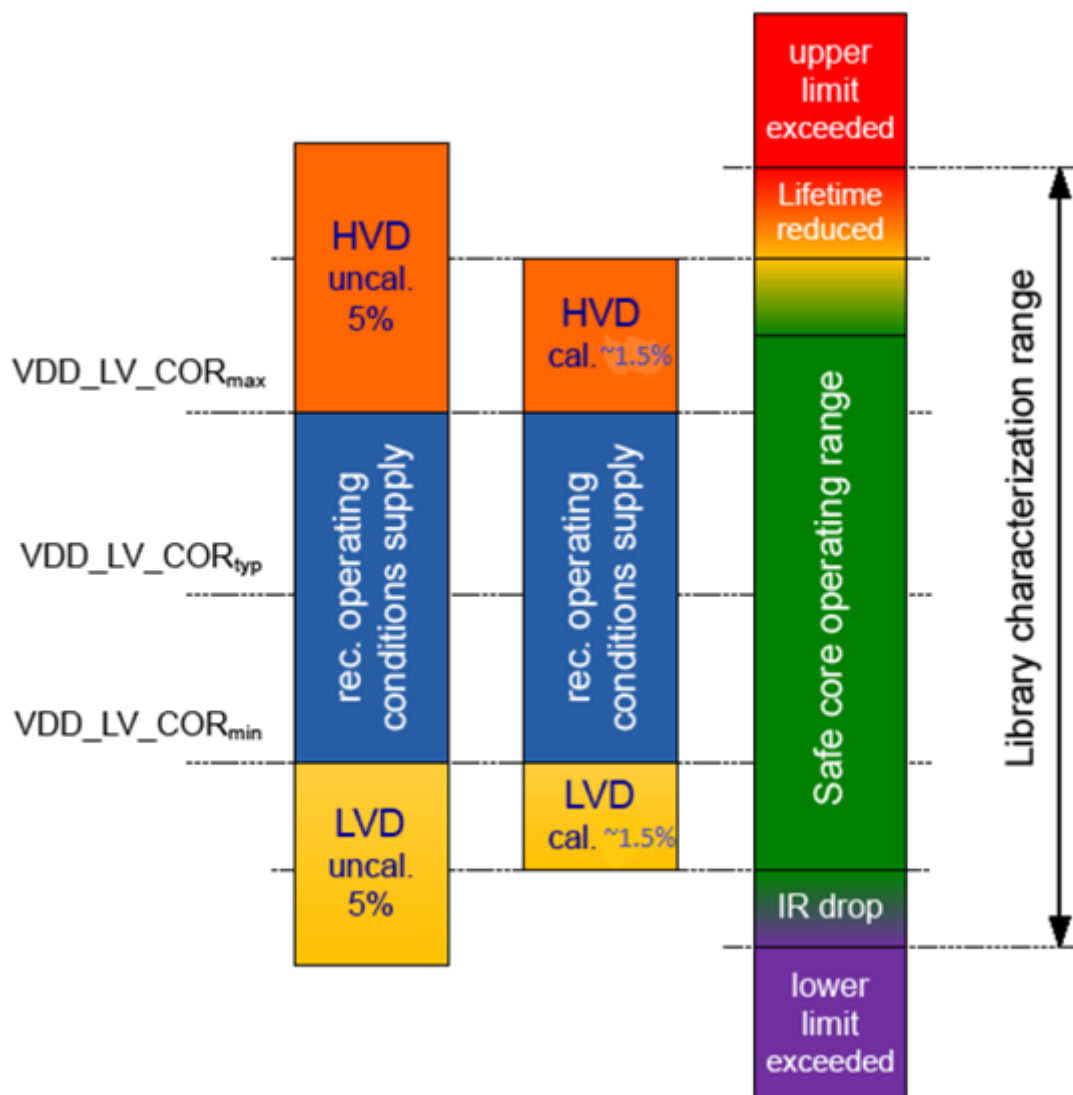 VDD_LV_CORmax
VDD_LV_CORtyp
VDD_LV_CORmin
HVD
uncal.
5%
rec. operating
conditions supply
LVD
uncal.
5%
HVD
cal. ~1.5%
rec. operating
conditions supply
LVD
cal. ~1.5%
upper
limit
exceeded
Lifetime
reduced
Safe core operating range
IR drop
lower
limit
exceeded
Library characterization range